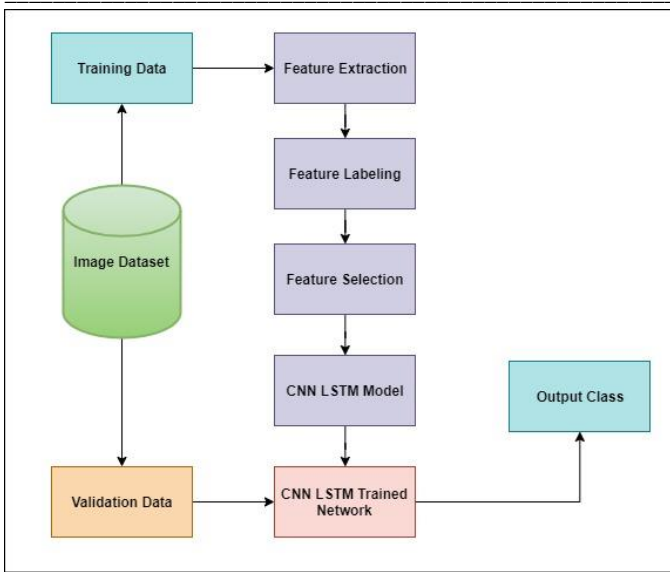 Training Data
Feature Extraction
Feature Labeling
Image Dataset
Feature Selection
CNN LSTM Model
Output Class
Validation Data
CNN LSTM Trained
Network